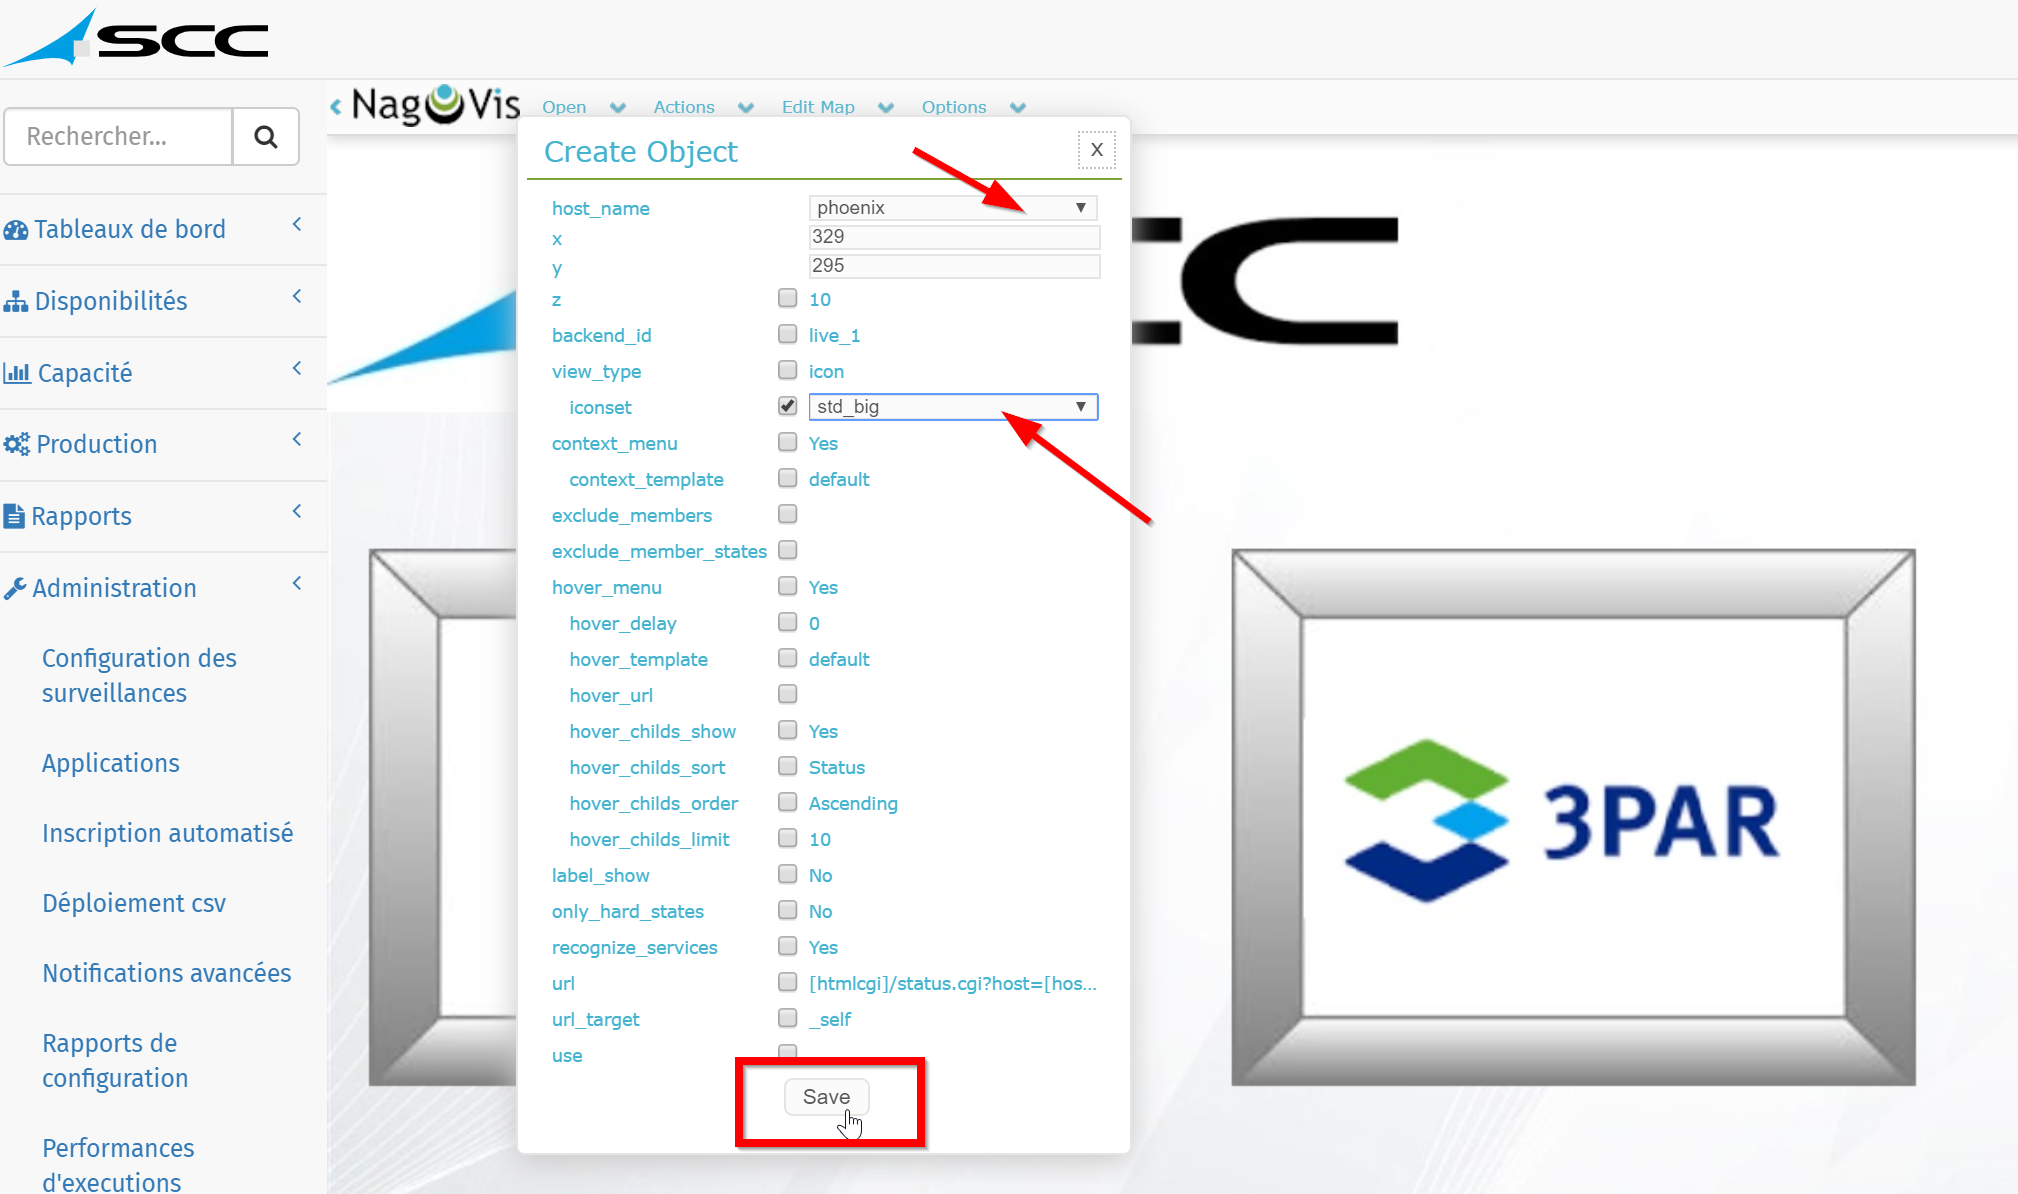 SCC
Rechercher...
Tableaux de bord
Disponibilités
Capacité
Production
Rapports
Administration
Configuration des
surveillances
Applications
Inscription automatisé
Déploiement csv
Notifications avancées
Rapports de
configuration
Performances
d'executions
NagVis
Open
Actions
Edit Map
Options
Create Object
X
host_name phoenix
x 329
y 295
z 10
backend_id live_1
view_type icon
iconset std_big
context_menu Yes
context_template default
exclude_members
exclude_member_states
hover_menu Yes
hover_delay 0
hover_template default
hover_url
hover_childs_show Yes
hover_childs_sort Status
hover_childs_order Ascending
hover_childs_limit 10
label_show No
only_hard_states No
recognize_services Yes
url [htmlcgi]/status.cgi?host=[hos...
url_target _self
use
Save
C
3PAR